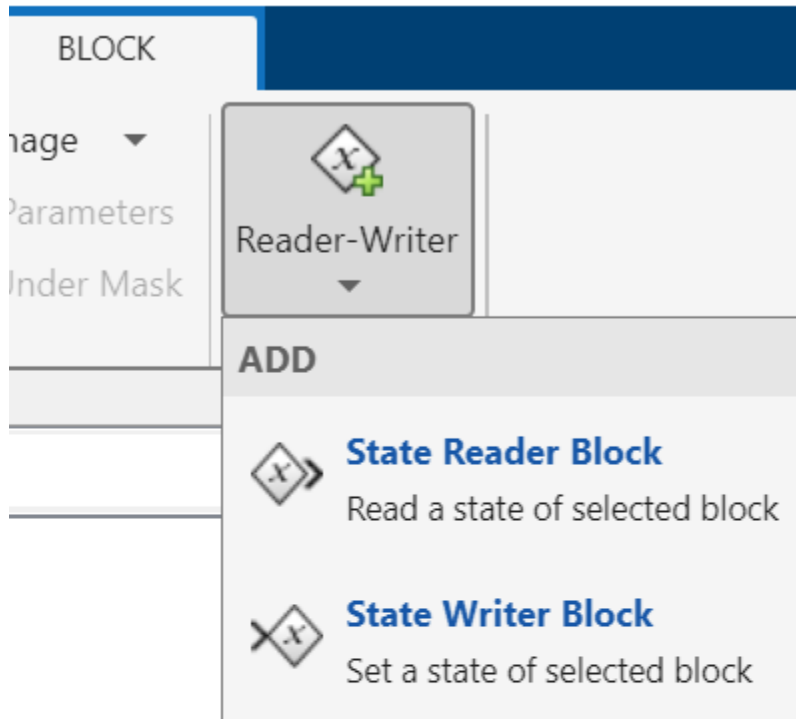 BLOCK
Parameters
Under Mask
Reader-Writer
ADD
State Reader Block
Read a state of selected block
State Writer Block
Set a state of selected block